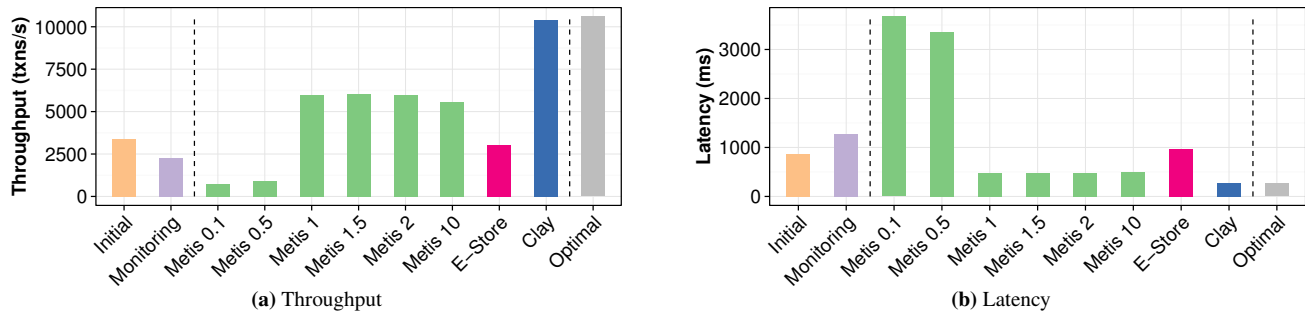 Throughput (txns/s)
10000
7500
5000
2500
0
Initial
Monitoring
Metis 0.1
Metis 0.5
Metis 1
Metis 1.5
Metis 2
Metis 10
E−Store
Clay
Optimal
(a) Throughput
Latency (ms)
3000
2000
1000
0
Initial
Monitoring
Metis 0.1
Metis 0.5
Metis 1
Metis 1.5
Metis 2
Metis 10
E−Store
Clay
Optimal
(b) Latency